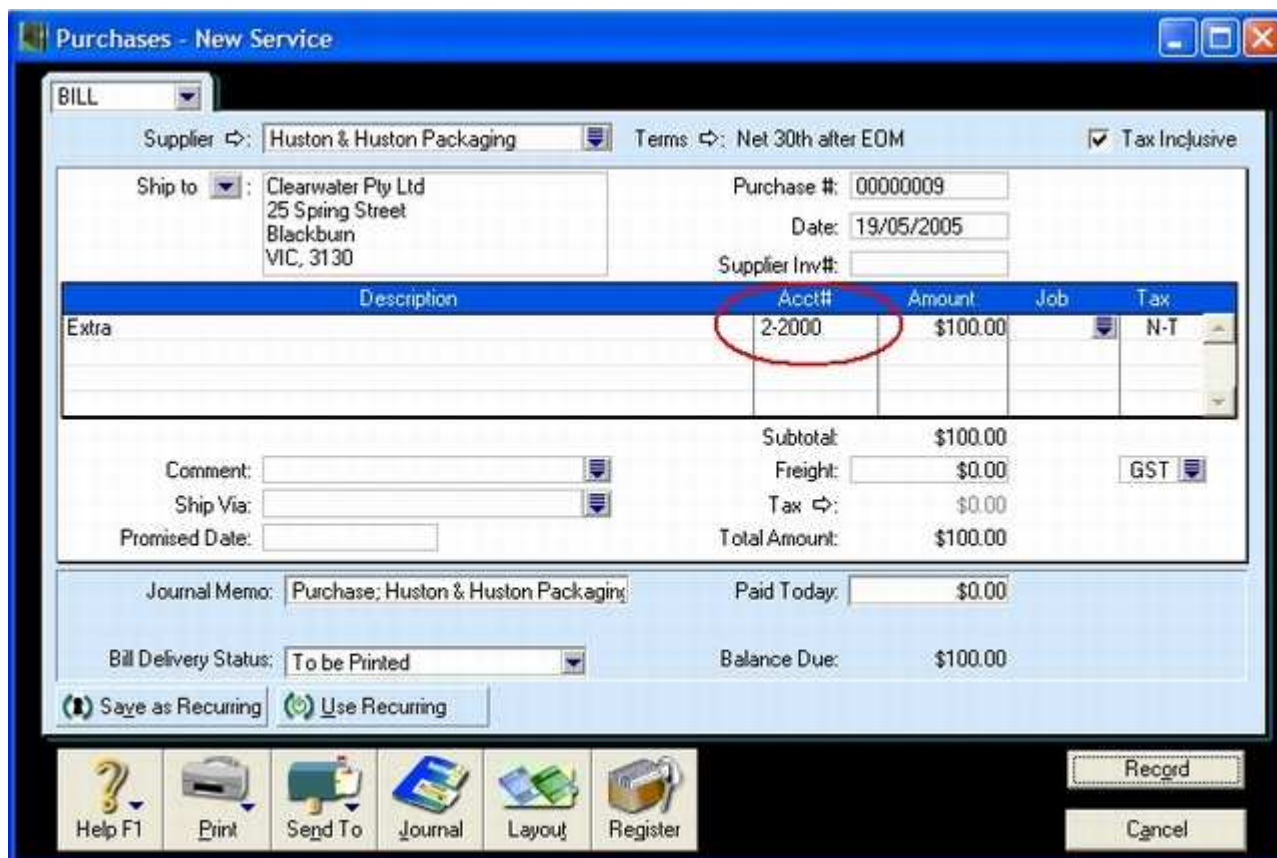 Purchases - New Service
BILL
Supplier ⇨: Huston & Huston Packaging Terms ⇨: Net 30th after EOM Tax Inclusive
Ship to : Clearwater Pty Ltd
25 Spring Street
Blackburn
VIC, 3130
Purchase #: 00000009
Date: 19/05/2005
Supplier Inv#:
Description Acct# Amount Job Tax
Extra 2-2000 $100.00 N-T
Subtotal: $100.00
Comment: Freight: $0.00 GST
Ship Via: Tax ⇨: $0.00
Promised Date: Total Amount: $100.00
Journal Memo: Purchase; Huston & Huston Packaging Paid Today: $0.00
Bill Delivery Status: To be Printed Balance Due: $100.00
Save as Recurring Use Recurring
Help F1 Print Send To Journal Layout Register
Record
Cancel